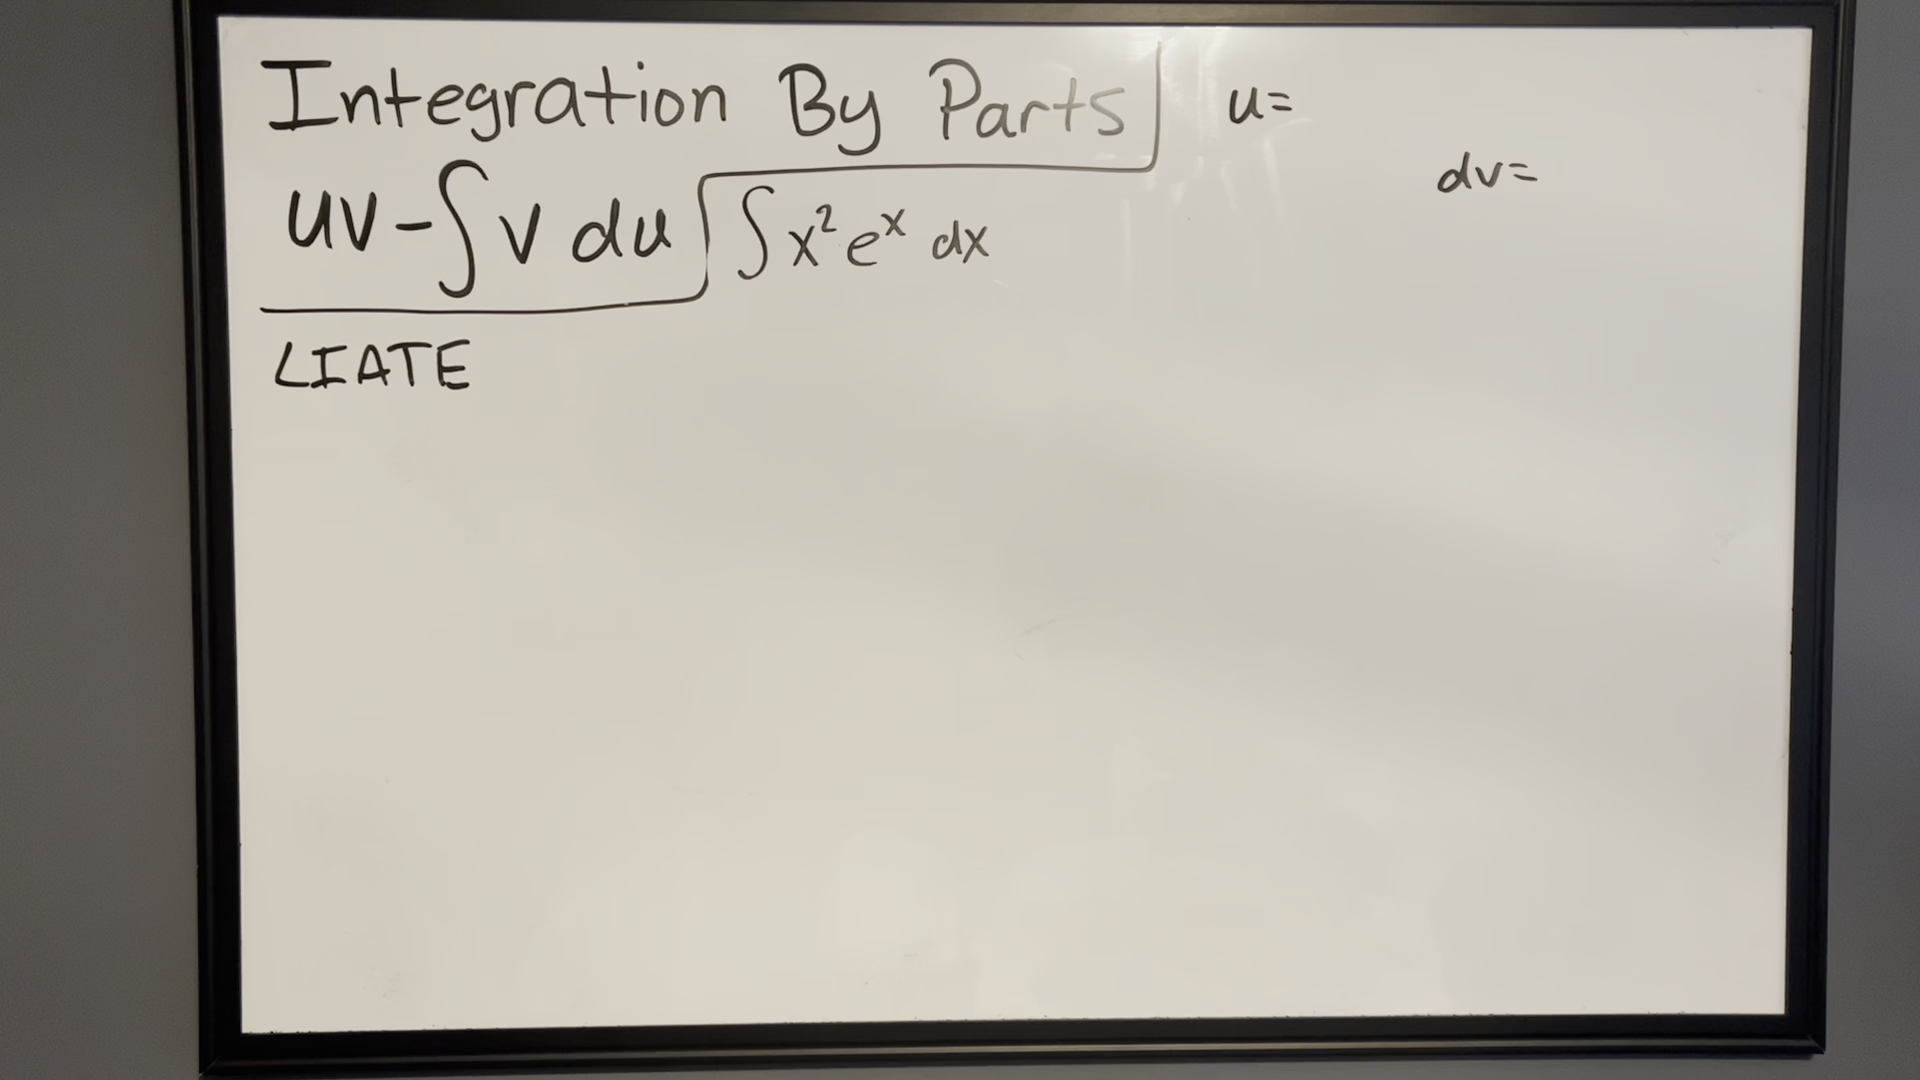 Integration By Parts
u=
dv=
uv-∫v du
∫x²eˣ dx
LIATE